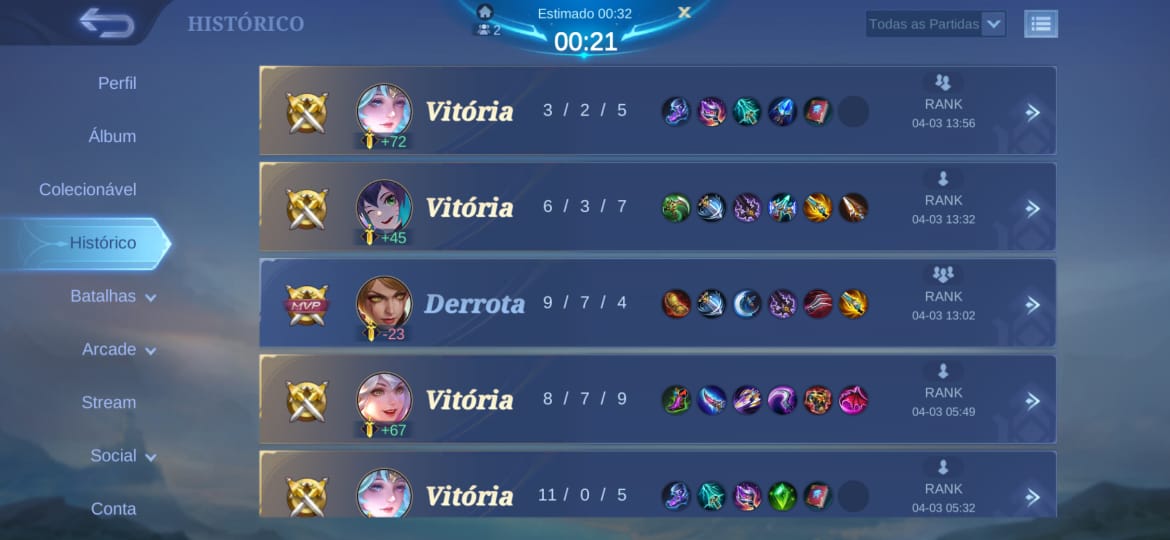 HISTÓRICO
2
Estimado 00:32
00:21
Todas as Partidas
Perfil
Álbum
Colecionável
Histórico
Batalhas
Arcade
Stream
Social
Conta
+72
Vitória
3 / 2 / 5
RANK
04-03 13:56
+45
Vitória
6 / 3 / 7
RANK
04-03 13:32
MVP
-23
Derrota
9 / 7 / 4
RANK
04-03 13:02
+67
Vitória
8 / 7 / 9
RANK
04-03 05:49
Vitória
11 / 0 / 5
RANK
04-03 05:32